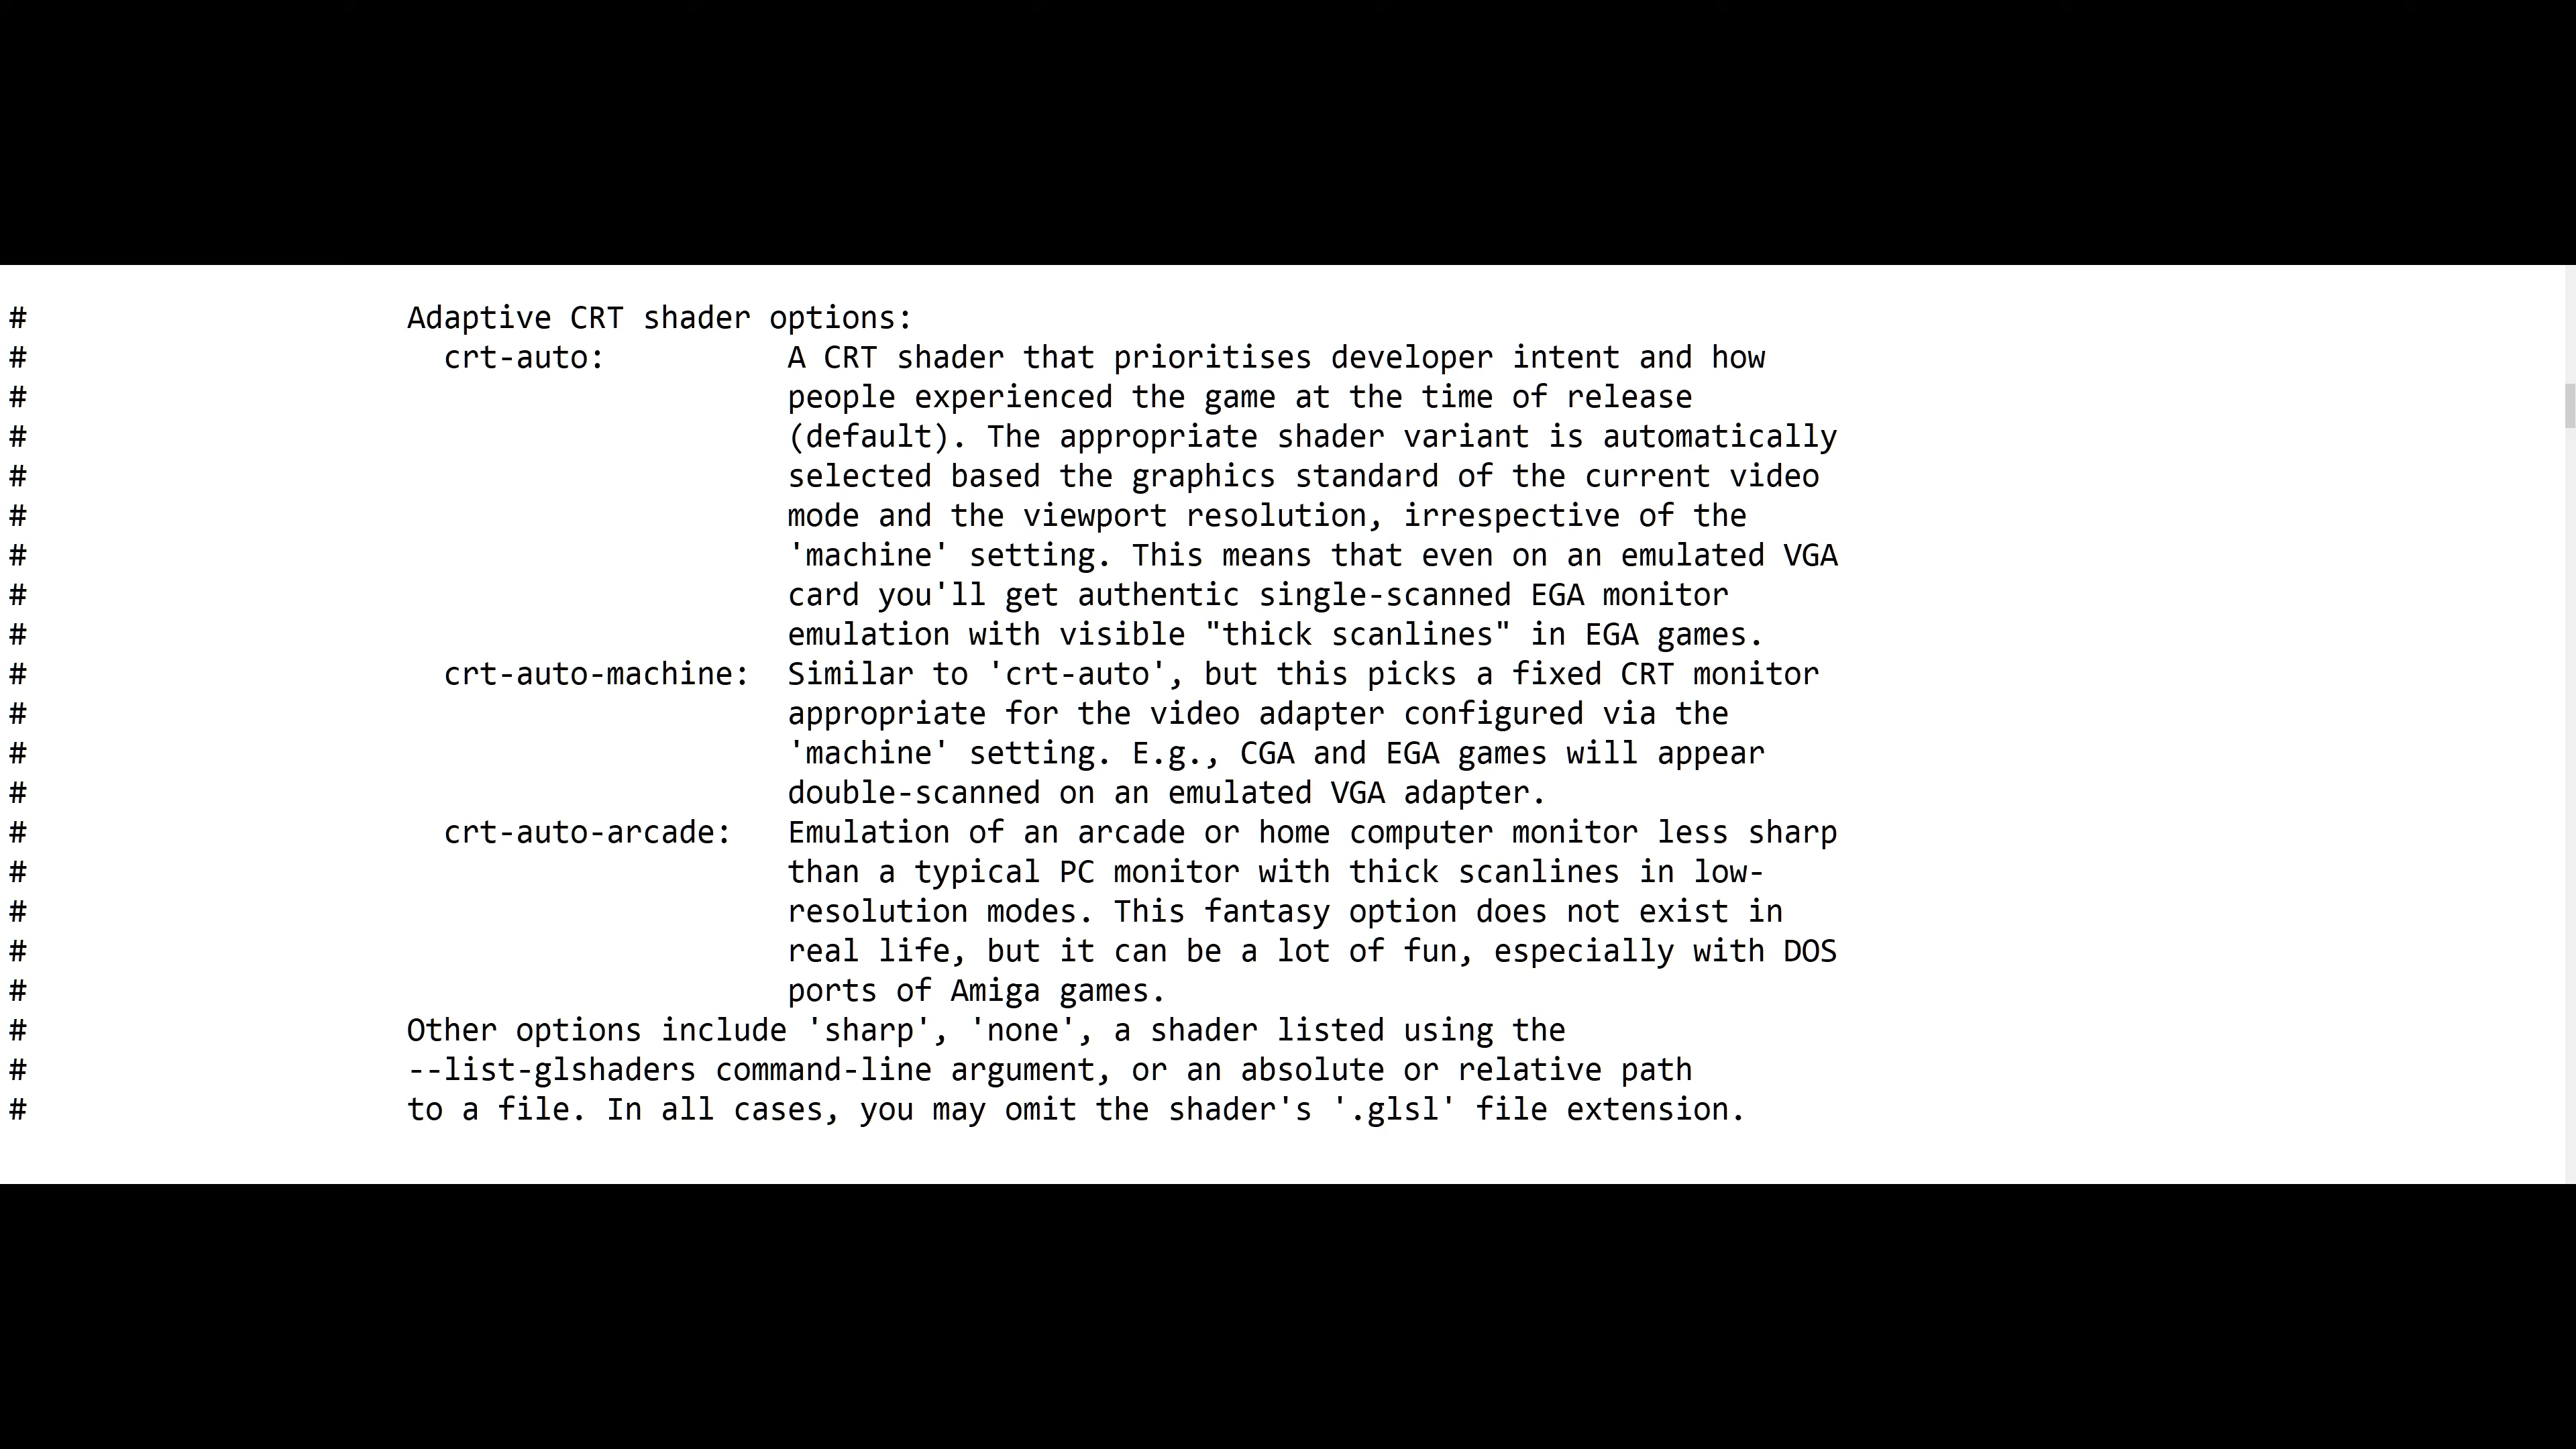 # Adaptive CRT shader options:
# crt-auto: A CRT shader that prioritises developer intent and how
# people experienced the game at the time of release
# (default). The appropriate shader variant is automatically
# selected based the graphics standard of the current video
# mode and the viewport resolution, irrespective of the
# 'machine' setting. This means that even on an emulated VGA
# card you'll get authentic single-scanned EGA monitor
# emulation with visible "thick scanlines" in EGA games.
# crt-auto-machine: Similar to 'crt-auto', but this picks a fixed CRT monitor
# appropriate for the video adapter configured via the
# 'machine' setting. E.g., CGA and EGA games will appear
# double-scanned on an emulated VGA adapter.
# crt-auto-arcade: Emulation of an arcade or home computer monitor less sharp
# than a typical PC monitor with thick scanlines in low-
# resolution modes. This fantasy option does not exist in
# real life, but it can be a lot of fun, especially with DOS
# ports of Amiga games.
# Other options include 'sharp', 'none', a shader listed using the
# --list-glshaders command-line argument, or an absolute or relative path
# to a file. In all cases, you may omit the shader's '.glsl' file extension.